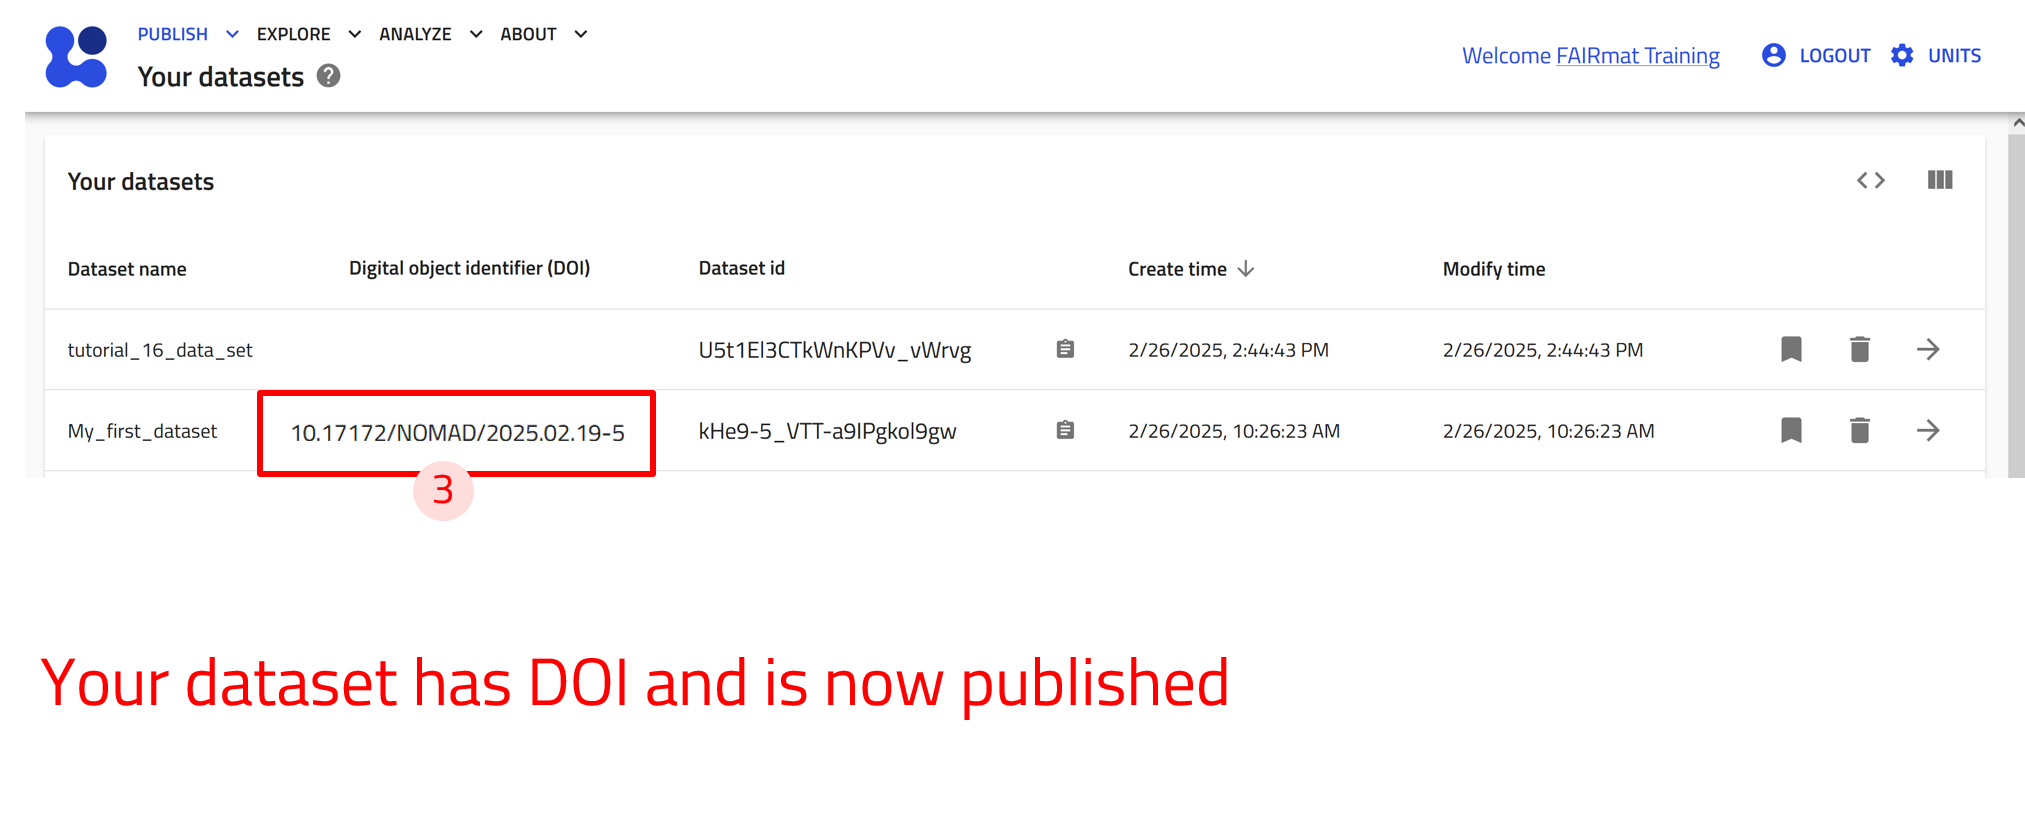 PUBLISH EXPLORE ANALYZE ABOUT
Your datasets ?
Welcome FAIRmat Training LOGOUT UNITS
Your datasets
Dataset name Digital object identifier (DOI) Dataset id Create time Modify time
tutorial_16_data_set U5t1El3CTkWnKPVv_vWrvg 2/26/2025, 2:44:43 PM 2/26/2025, 2:44:43 PM
My_first_dataset 10.17172/NOMAD/2025.02.19-5 kHe9-5_VTT-a9IPgkol9gw 2/26/2025, 10:26:23 AM 2/26/2025, 10:26:23 AM
3
Your dataset has DOI and is now published